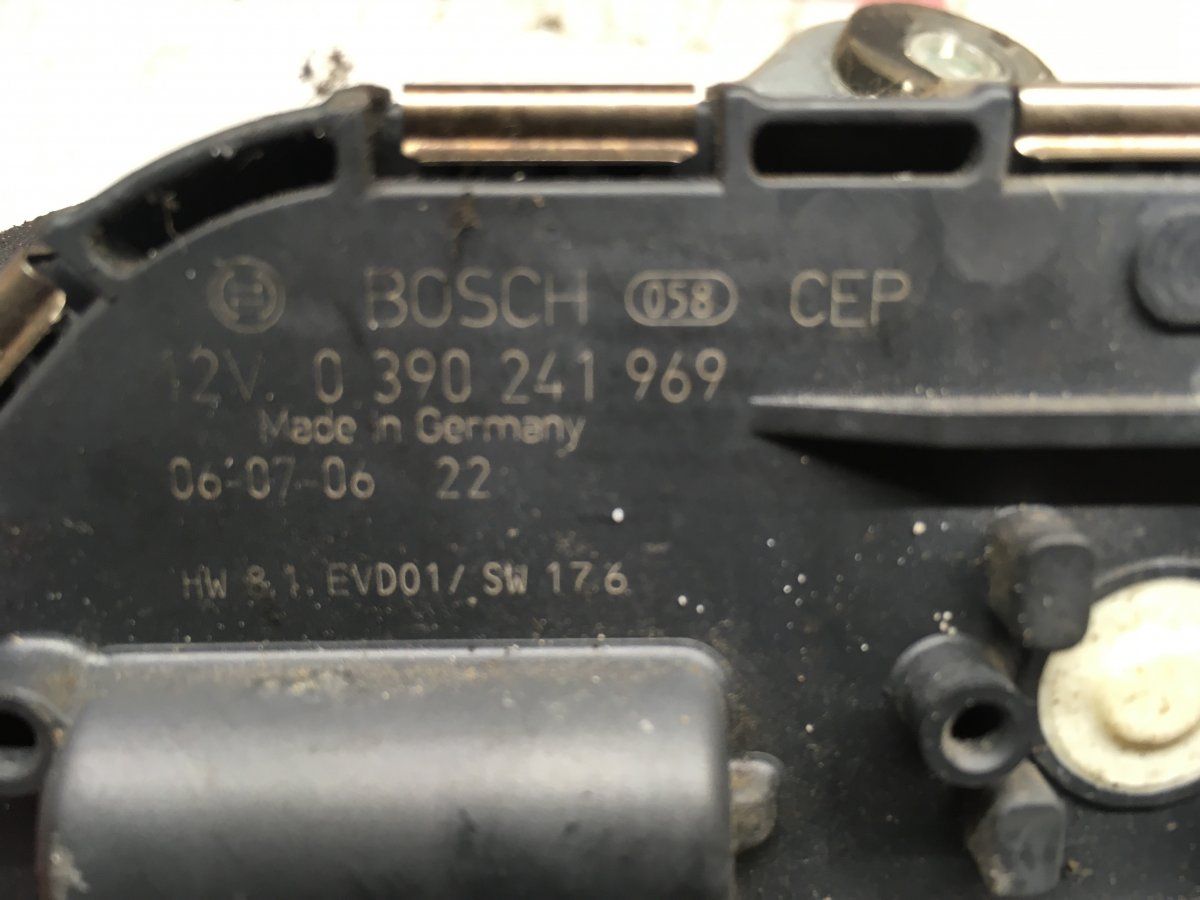 BOSCH 058 CEP
12V. 0 390 241 969
Made in Germany
06-07-06 22
HW 8.1. EVD01/ SW 17.6